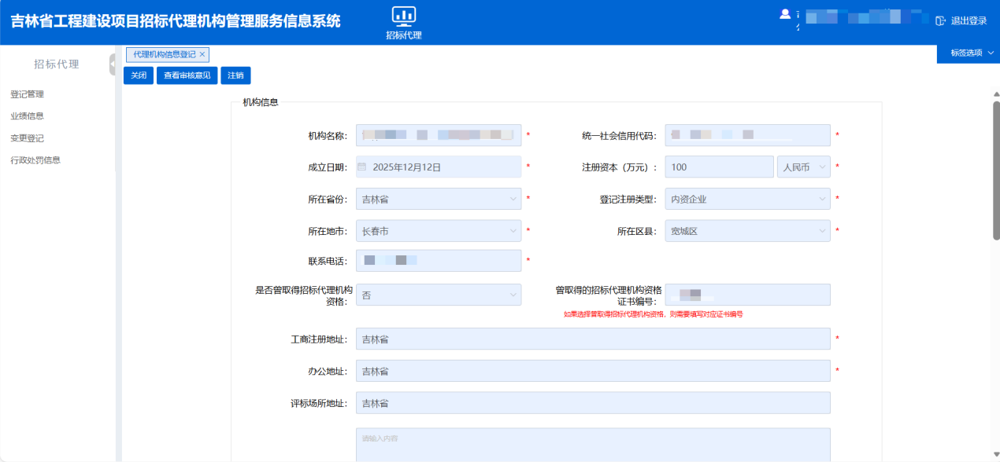 吉林省工程建设项目招标代理机构管理服务信息系统
招标代理
退出登录
招标代理
代理机构信息登记 ×
标签选项
关闭 查看审核意见 注销
登记管理
业绩信息
变更登记
行政处罚信息
机构信息
机构名称: * 统一社会信用代码: *
成立日期: 2025年12月12日 * 注册资本（万元）: 100 人民币 *
所在省份: 吉林省 * 登记注册类型: 内资企业 *
所在地市: 长春市 * 所在区县: 宽城区 *
联系电话: *
是否曾取得招标代理机构资格: 否 曾取得的招标代理机构资格证书编号:
如果选择曾取得招标代理机构资格，则需要填写对应证书编号
工商注册地址: 吉林省 *
办公地址: 吉林省 *
评标场所地址: 吉林省
请输入内容